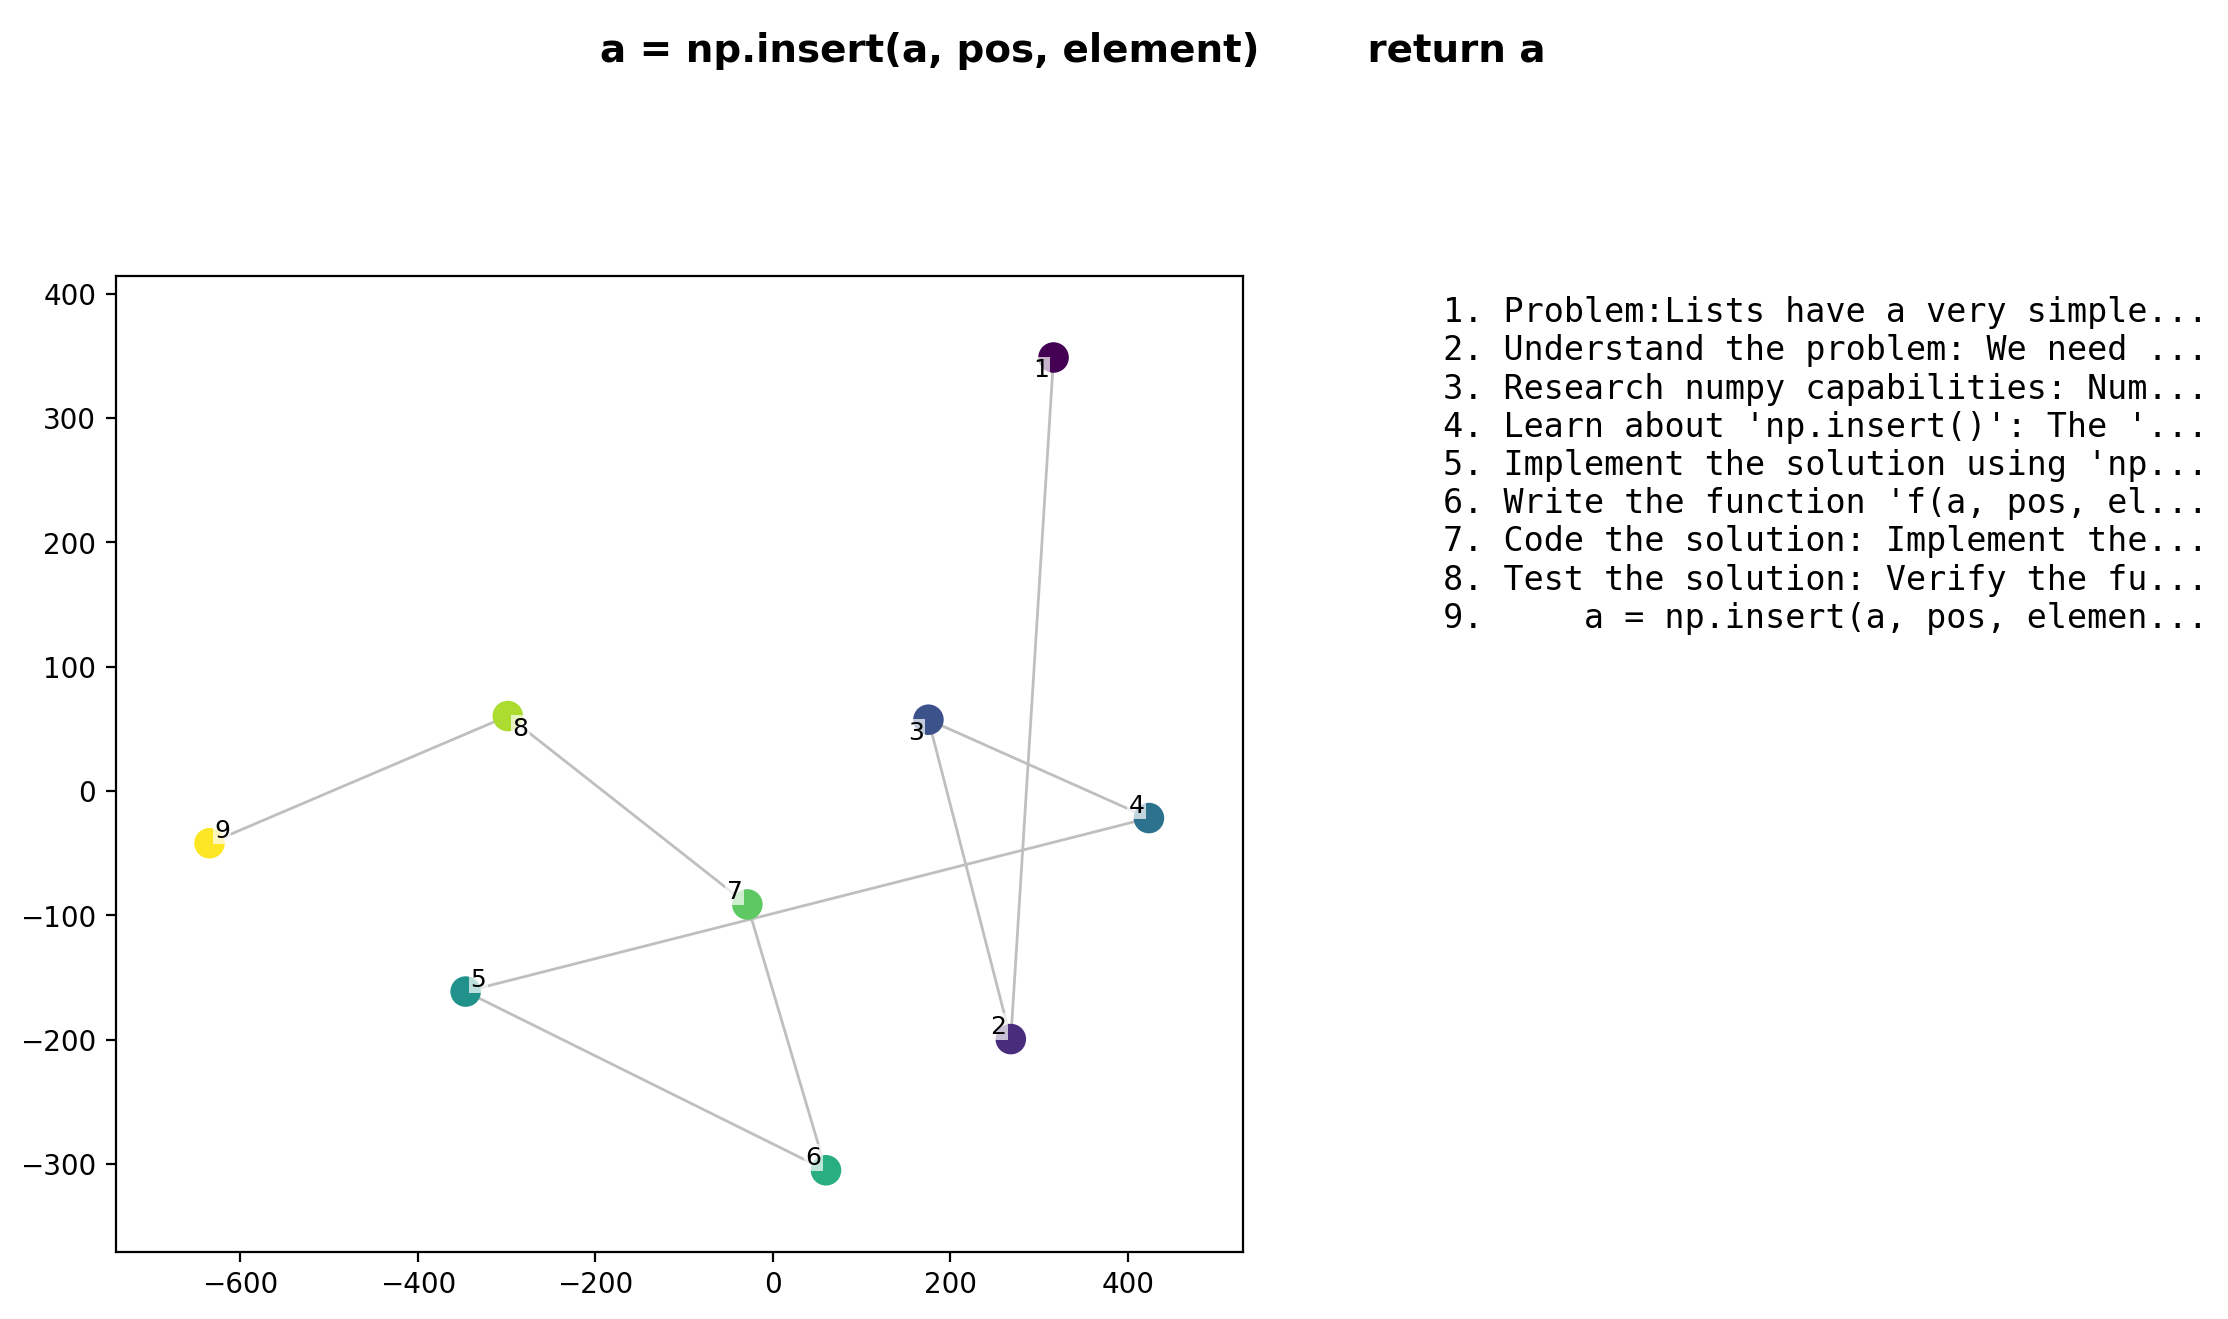 a = np.insert(a, pos, element)        return a
400
300
200
100
0
−100
−200
−300
−600
−400
−200
0
200
400
1
2
3
4
5
6
7
8
9
1. Problem:Lists have a very simple...
2. Understand the problem: We need ...
3. Research numpy capabilities: Num...
4. Learn about 'np.insert()': The '...
5. Implement the solution using 'np...
6. Write the function 'f(a, pos, el...
7. Code the solution: Implement the...
8. Test the solution: Verify the fu...
9.     a = np.insert(a, pos, elemen...